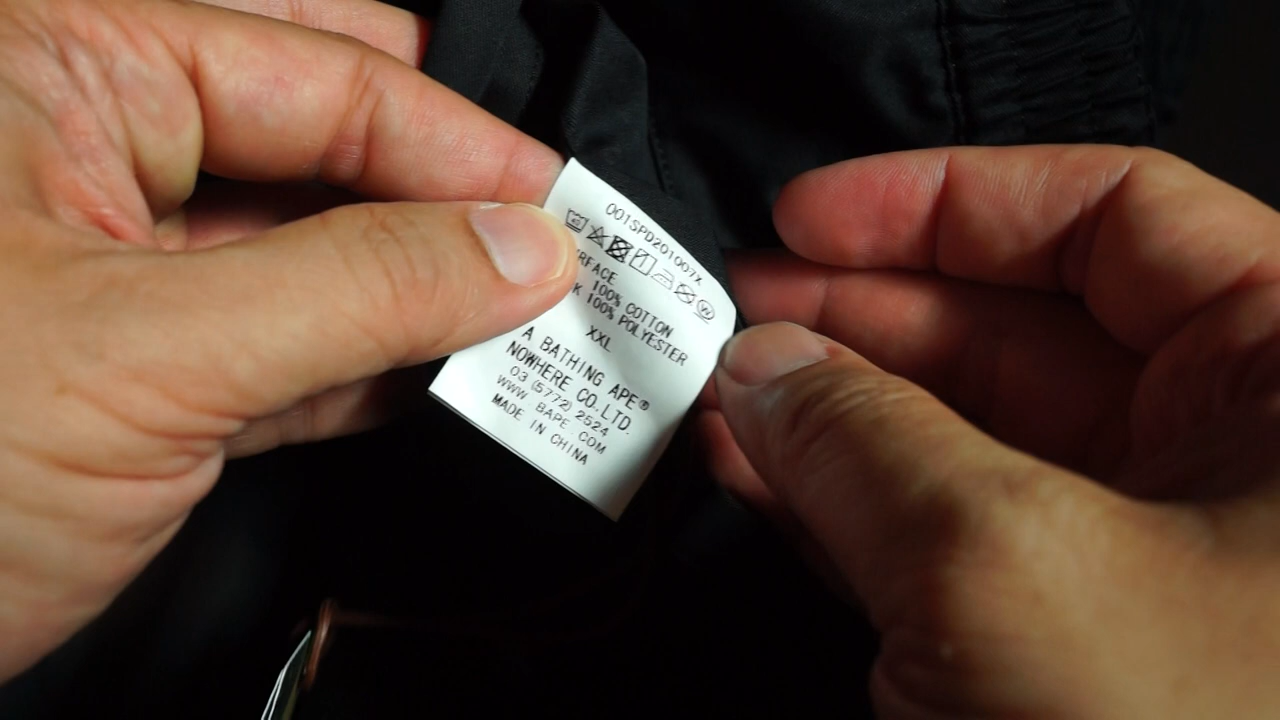 001SPD201007X
100% COTTON
100% POLYESTER
XXL
A BATHING APE®
NOWHERE CO.,LTD.
03 (5772) 2524
WWW BAPE COM
MADE IN CHINA